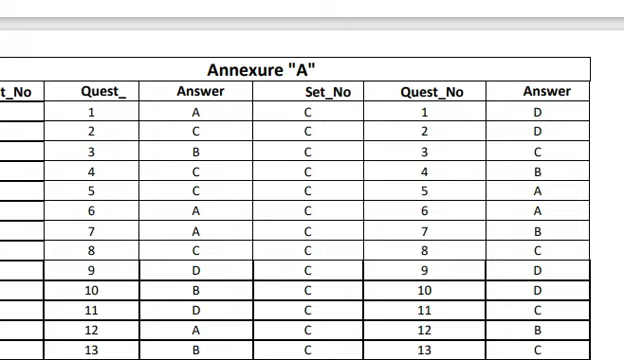 Annexure "A"
t_No Quest_ Answer Set_No Quest_No Answer
1 A C 1 D
2 C C 2 D
3 B C 3 C
4 C C 4 B
5 C C 5 A
6 A C 6 A
7 A C 7 B
8 C C 8 C
9 D C 9 D
10 B C 10 D
11 D C 11 C
12 A C 12 B
13 B C 13 C